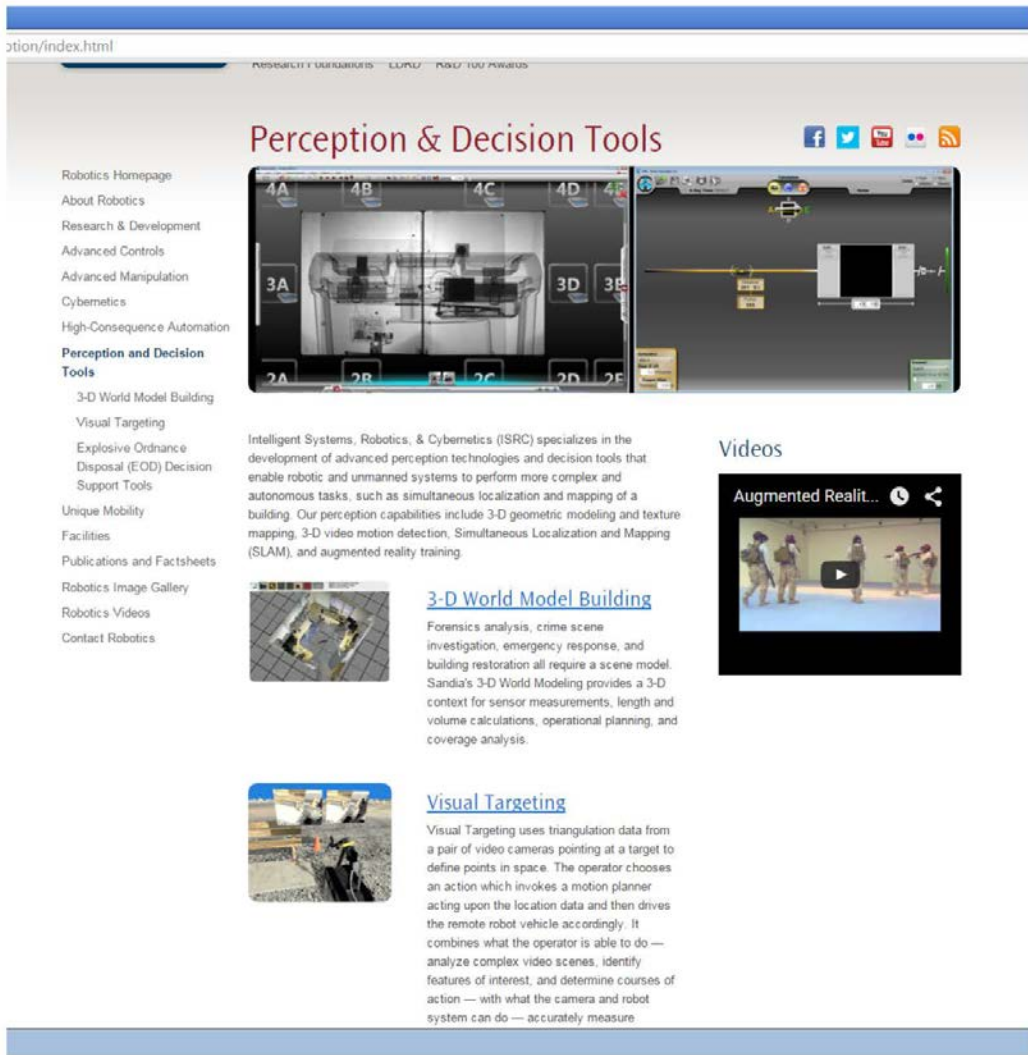 ption/index.html
Research Foundations LDRD R&D 100 Awards
Perception & Decision Tools
You
Tube
Robotics Homepage
About Robotics
Research & Development
Advanced Controls
Advanced Manipulation
Cybernetics
High-Consequence Automation
Perception and Decision
Tools
3-D World Model Building
Visual Targeting
Explosive Ordnance
Disposal (EOD) Decision
Support Tools
Unique Mobility
Facilities
Publications and Factsheets
Robotics Image Gallery
Robotics Videos
Contact Robotics
4A 4B 4C 4D
3A 3D
2A 2B 2C 2D
Intelligent Systems, Robotics, & Cybernetics (ISRC) specializes in the
development of advanced perception technologies and decision tools that
enable robotic and unmanned systems to perform more complex and
autonomous tasks, such as simultaneous localization and mapping of a
building. Our perception capabilities include 3-D geometric modeling and texture
mapping, 3-D video motion detection, Simultaneous Localization and Mapping
(SLAM), and augmented reality training.
3-D World Model Building
Forensics analysis, crime scene
investigation, emergency response, and
building restoration all require a scene model.
Sandia's 3-D World Modeling provides a 3-D
context for sensor measurements, length and
volume calculations, operational planning, and
coverage analysis.
Visual Targeting
Visual Targeting uses triangulation data from
a pair of video cameras pointing at a target to
define points in space. The operator chooses
an action which invokes a motion planner
acting upon the location data and then drives
the remote robot vehicle accordingly. It
combines what the operator is able to do —
analyze complex video scenes, identify
features of interest, and determine courses of
action — with what the camera and robot
system can do — accurately measure
Videos
Augmented Realit...